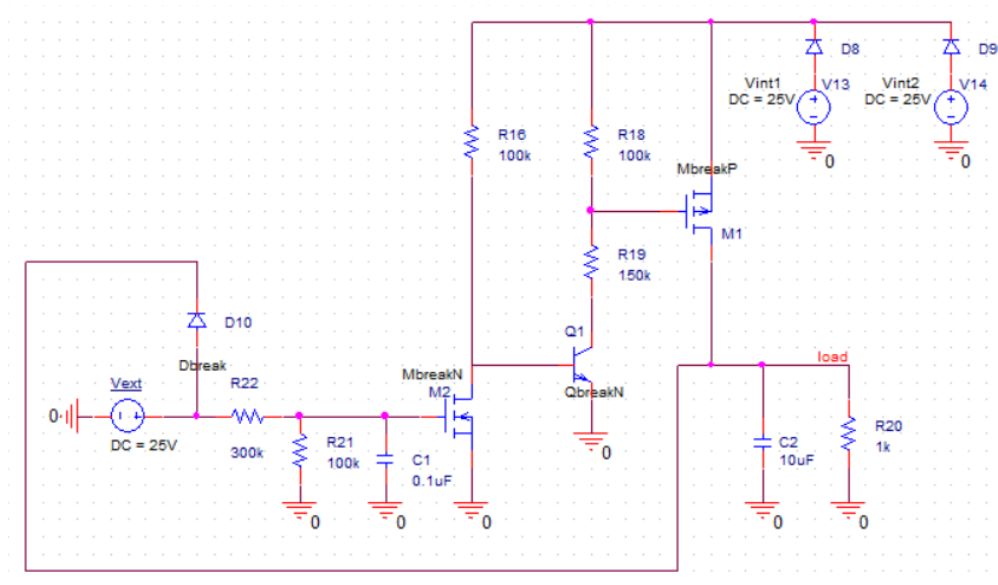 D8
D9
Vint1
V13
DC = 25V
Vint2
V14
DC = 25V
0
0
R16
100k
R18
100k
MbreakP
M1
R19
150k
D10
Dbreak
Q1
QbreakN
MbreakN
M2
load
Vext
0
DC = 25V
R22
300k
R21
100k
C1
0.1uF
C2
10uF
R20
1k
0
0
0
0
0
0